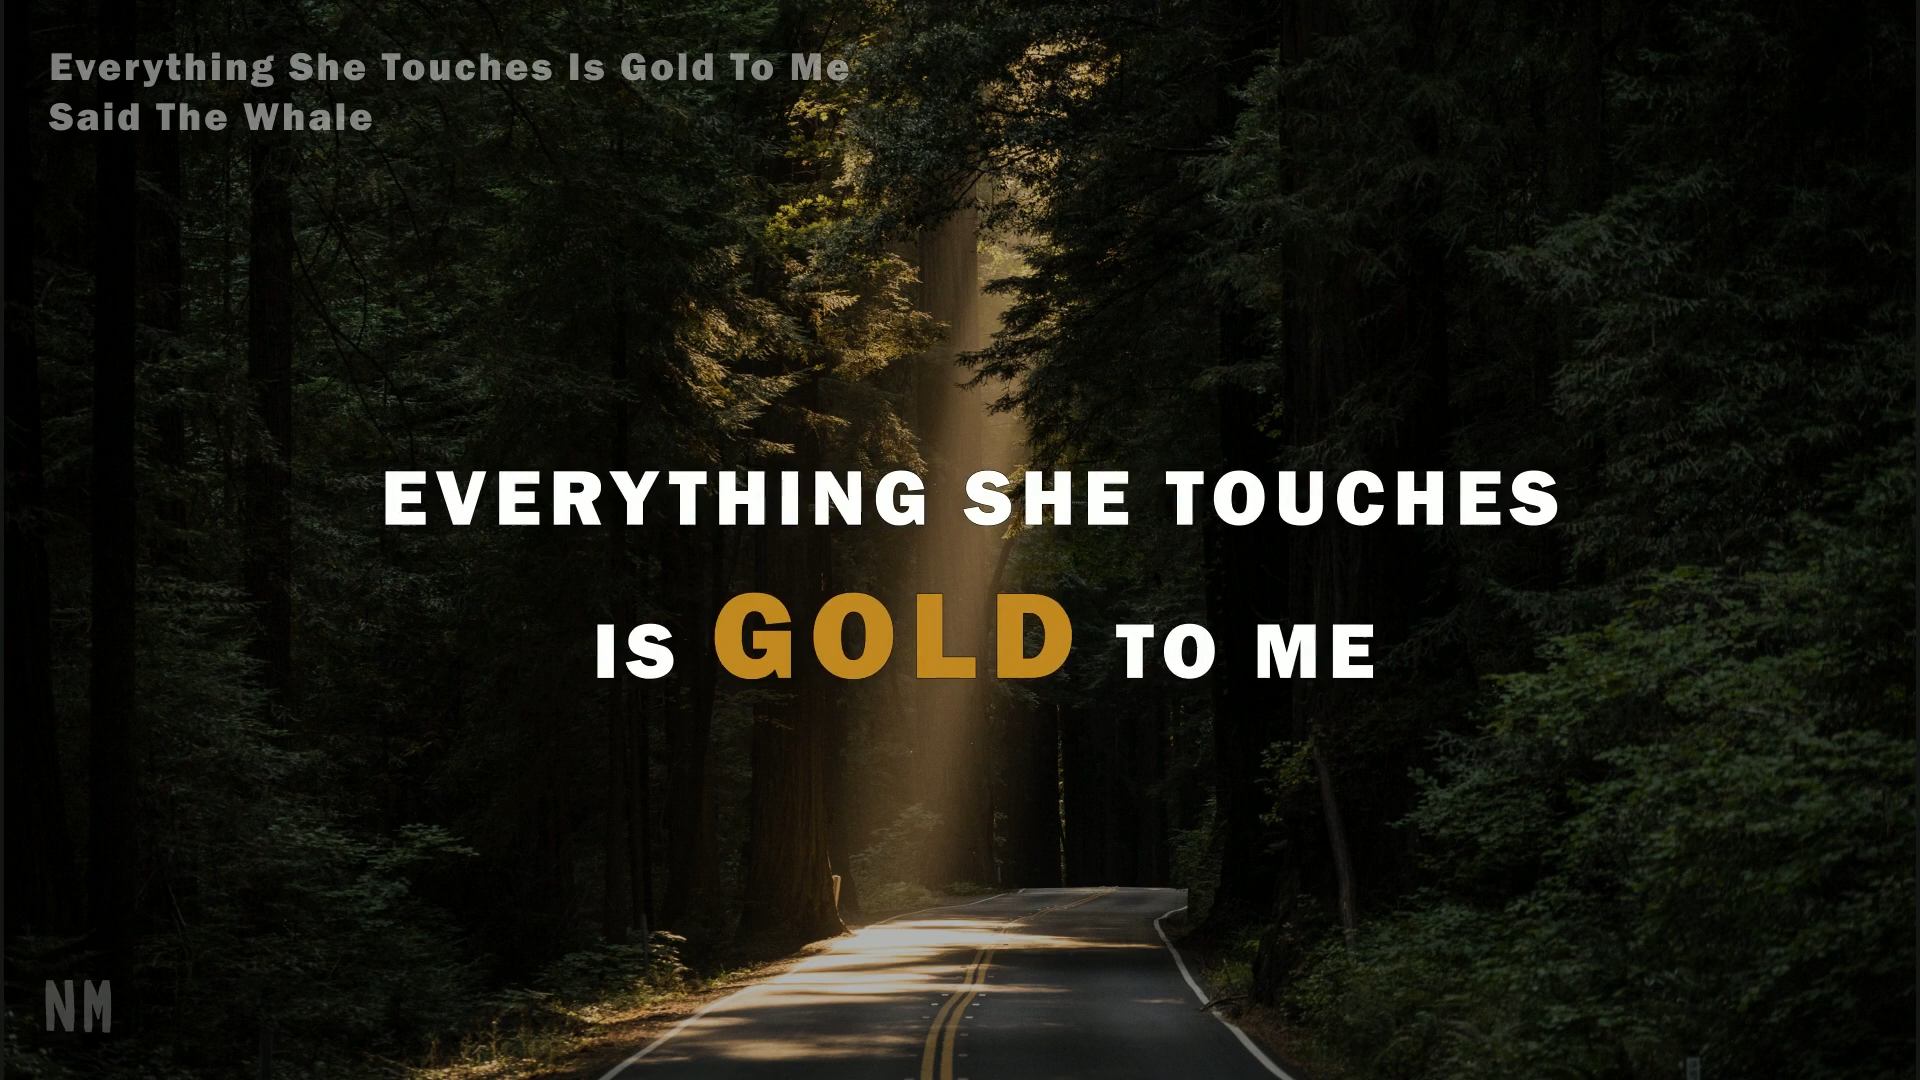 Everything She Touches Is Gold To Me
Said The Whale
EVERYTHING SHE TOUCHES
IS GOLD TO ME
NM